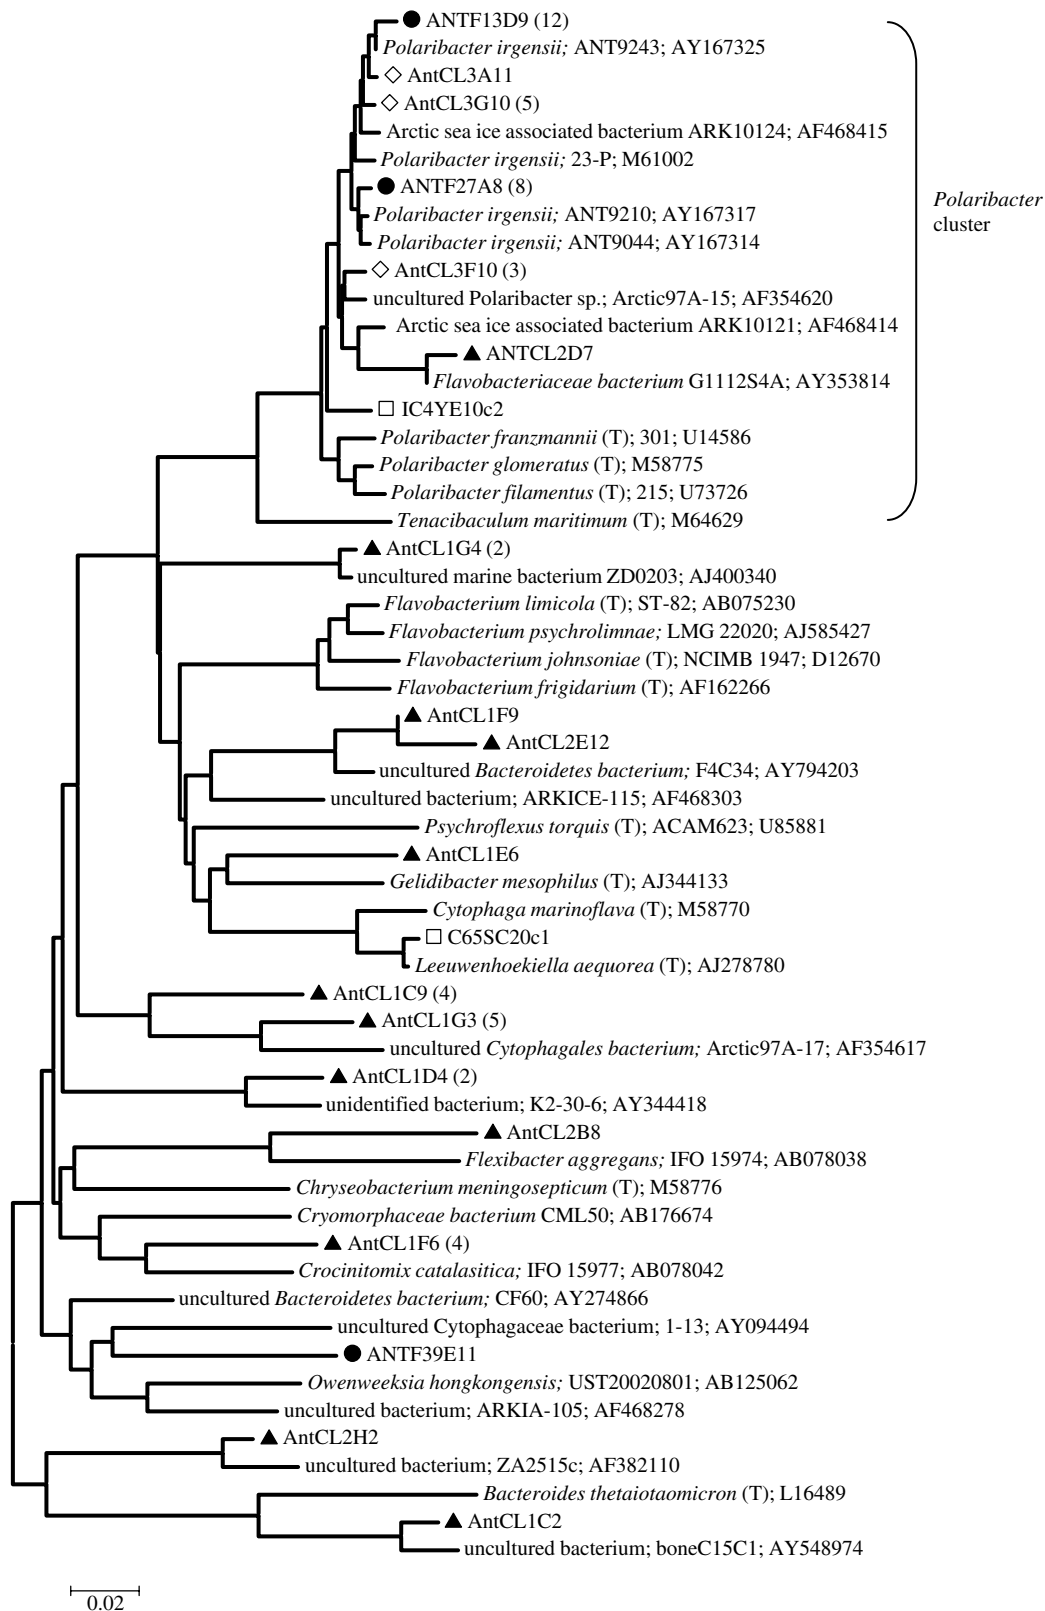 ANTF13D9 (12)
Polaribacter irgensii; ANT9243; AY167325
AntCL3A11
AntCL3G10 (5)
Arctic sea ice associated bacterium ARK10124; AF468415
Polaribacter irgensii; 23-P; M61002
ANTF27A8 (8)
Polaribacter irgensii; ANT9210; AY167317
Polaribacter irgensii; ANT9044; AY167314
AntCL3F10 (3)
uncultured Polaribacter sp.; Arctic97A-15; AF354620
Arctic sea ice associated bacterium ARK10121; AF468414
ANTCL2D7
Flavobacteriaceae bacterium G1112S4A; AY353814
IC4YE10c2
Polaribacter franzmannii (T); 301; U14586
Polaribacter glomeratus (T); M58775
Polaribacter filamentus (T); 215; U73726
Tenacibaculum maritimum (T); M64629
Polaribacter
cluster
AntCL1G4 (2)
uncultured marine bacterium ZD0203; AJ400340
Flavobacterium limicola (T); ST-82; AB075230
Flavobacterium psychrolimnae; LMG 22020; AJ585427
Flavobacterium johnsoniae (T); NCIMB 1947; D12670
Flavobacterium frigidarium (T); AF162266
AntCL1F9
AntCL2E12
uncultured Bacteroidetes bacterium; F4C34; AY794203
uncultured bacterium; ARKICE-115; AF468303
Psychroflexus torquis (T); ACAM623; U85881
AntCL1E6
Gelidibacter mesophilus (T); AJ344133
Cytophaga marinoflava (T); M58770
C65SC20c1
Leeuwenhoekiella aequorea (T); AJ278780
AntCL1C9 (4)
AntCL1G3 (5)
uncultured Cytophagales bacterium; Arctic97A-17; AF354617
AntCL1D4 (2)
unidentified bacterium; K2-30-6; AY344418
AntCL2B8
Flexibacter aggregans; IFO 15974; AB078038
Chryseobacterium meningosepticum (T); M58776
Cryomorphaceae bacterium CML50; AB176674
AntCL1F6 (4)
Crocinitomix catalasitica; IFO 15977; AB078042
uncultured Bacteroidetes bacterium; CF60; AY274866
uncultured Cytophagaceae bacterium; 1-13; AY094494
ANTF39E11
Owenweeksia hongkongensis; UST20020801; AB125062
uncultured bacterium; ARKIA-105; AF468278
AntCL2H2
uncultured bacterium; ZA2515c; AF382110
Bacteroides thetaiotaomicron (T); L16489
AntCL1C2
uncultured bacterium; boneC15C1; AY548974
0.02